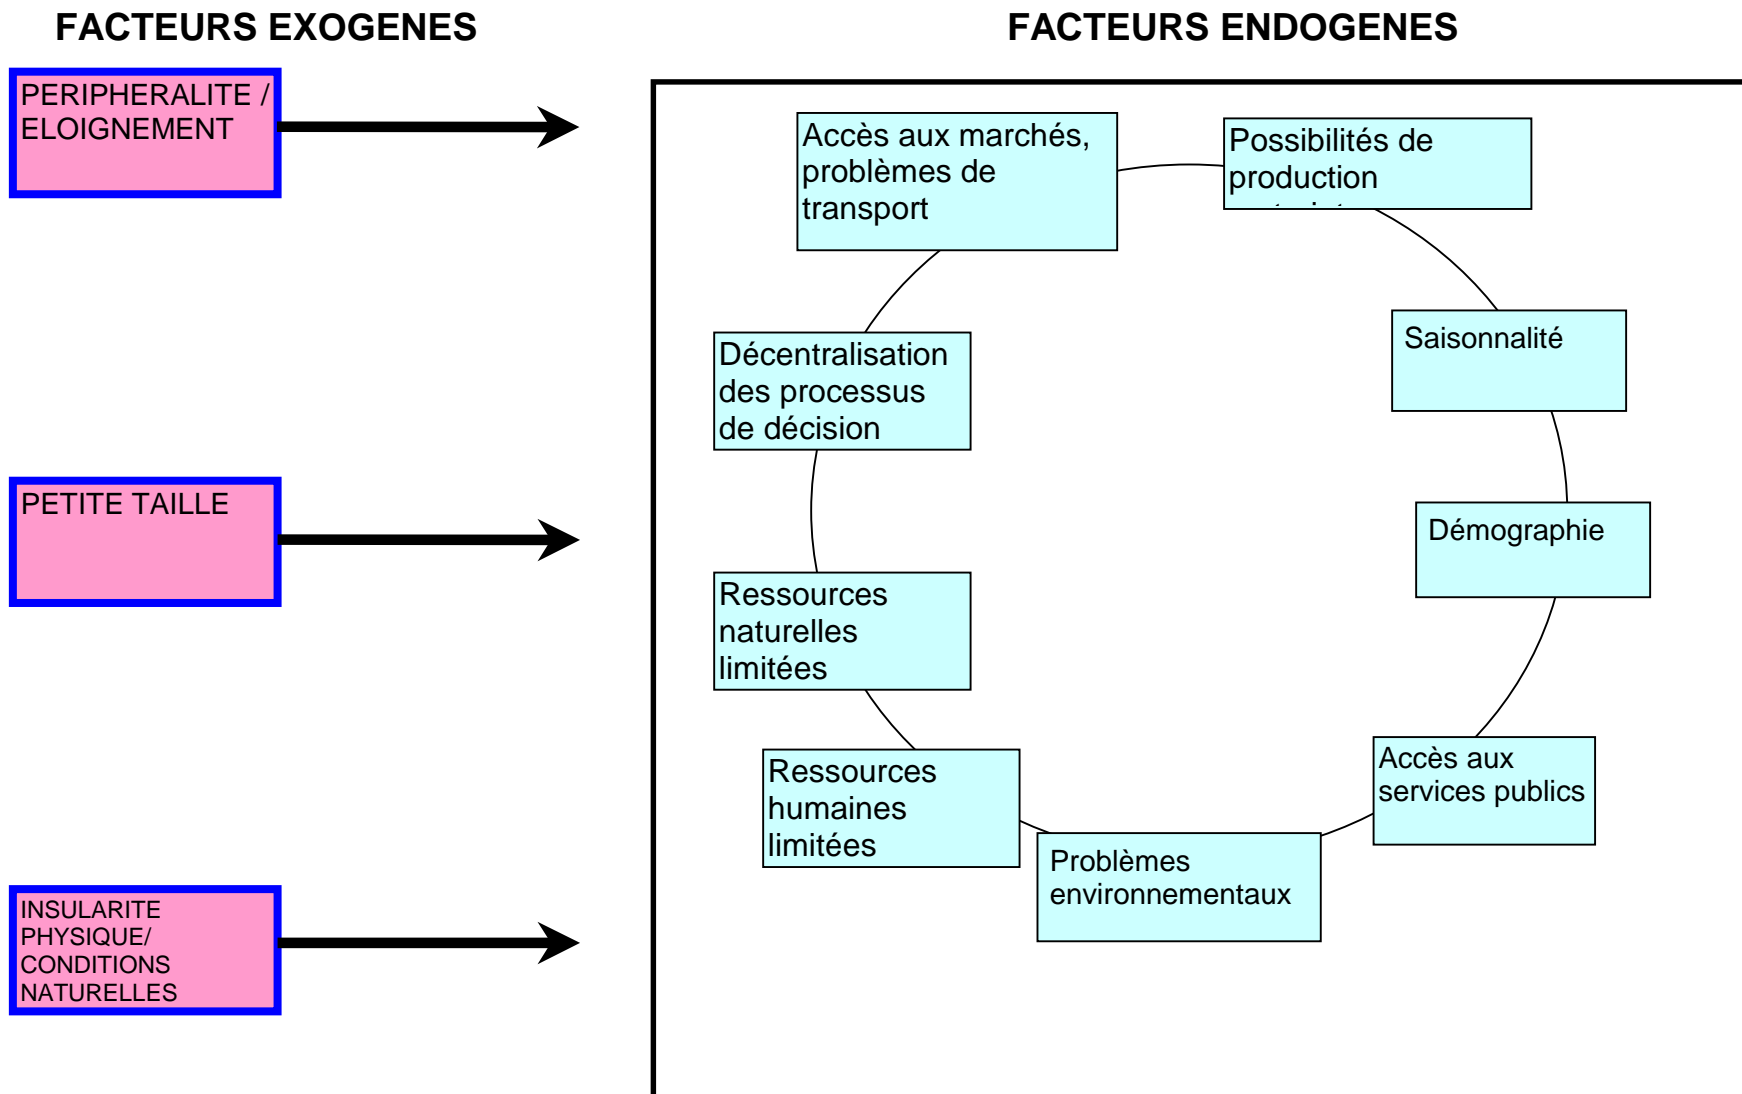 FACTEURS EXOGENES
FACTEURS ENDOGENES
PERIPHERALITE /
ELOIGNEMENT
Accès aux marchés,
problèmes de
transport
Possibilités de
production
Décentralisation
des processus
de décision
Saisonnalité
PETITE TAILLE
Démographie
Ressources
naturelles
limitées
Accès aux
services publics
Ressources
humaines
limitées
Problèmes
environnementaux
INSULARITE
PHYSIQUE/
CONDITIONS
NATURELLES